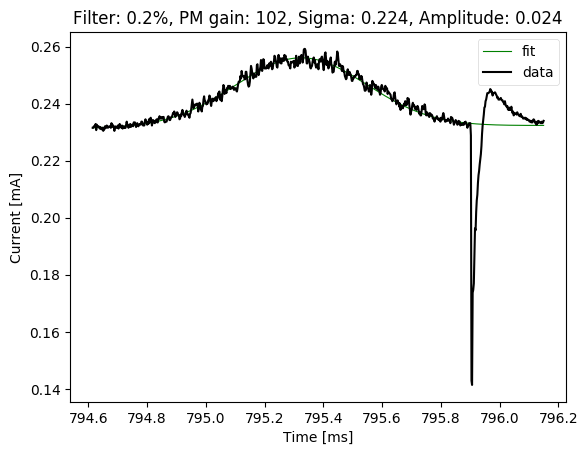 Filter: 0.2%, PM gain: 102, Sigma: 0.224, Amplitude: 0.024
fit
data
Current [mA]
0.26
0.24
0.22
0.20
0.18
0.16
0.14
794.6 794.8 795.0 795.2 795.4 795.6 795.8 796.0 796.2
Time [ms]